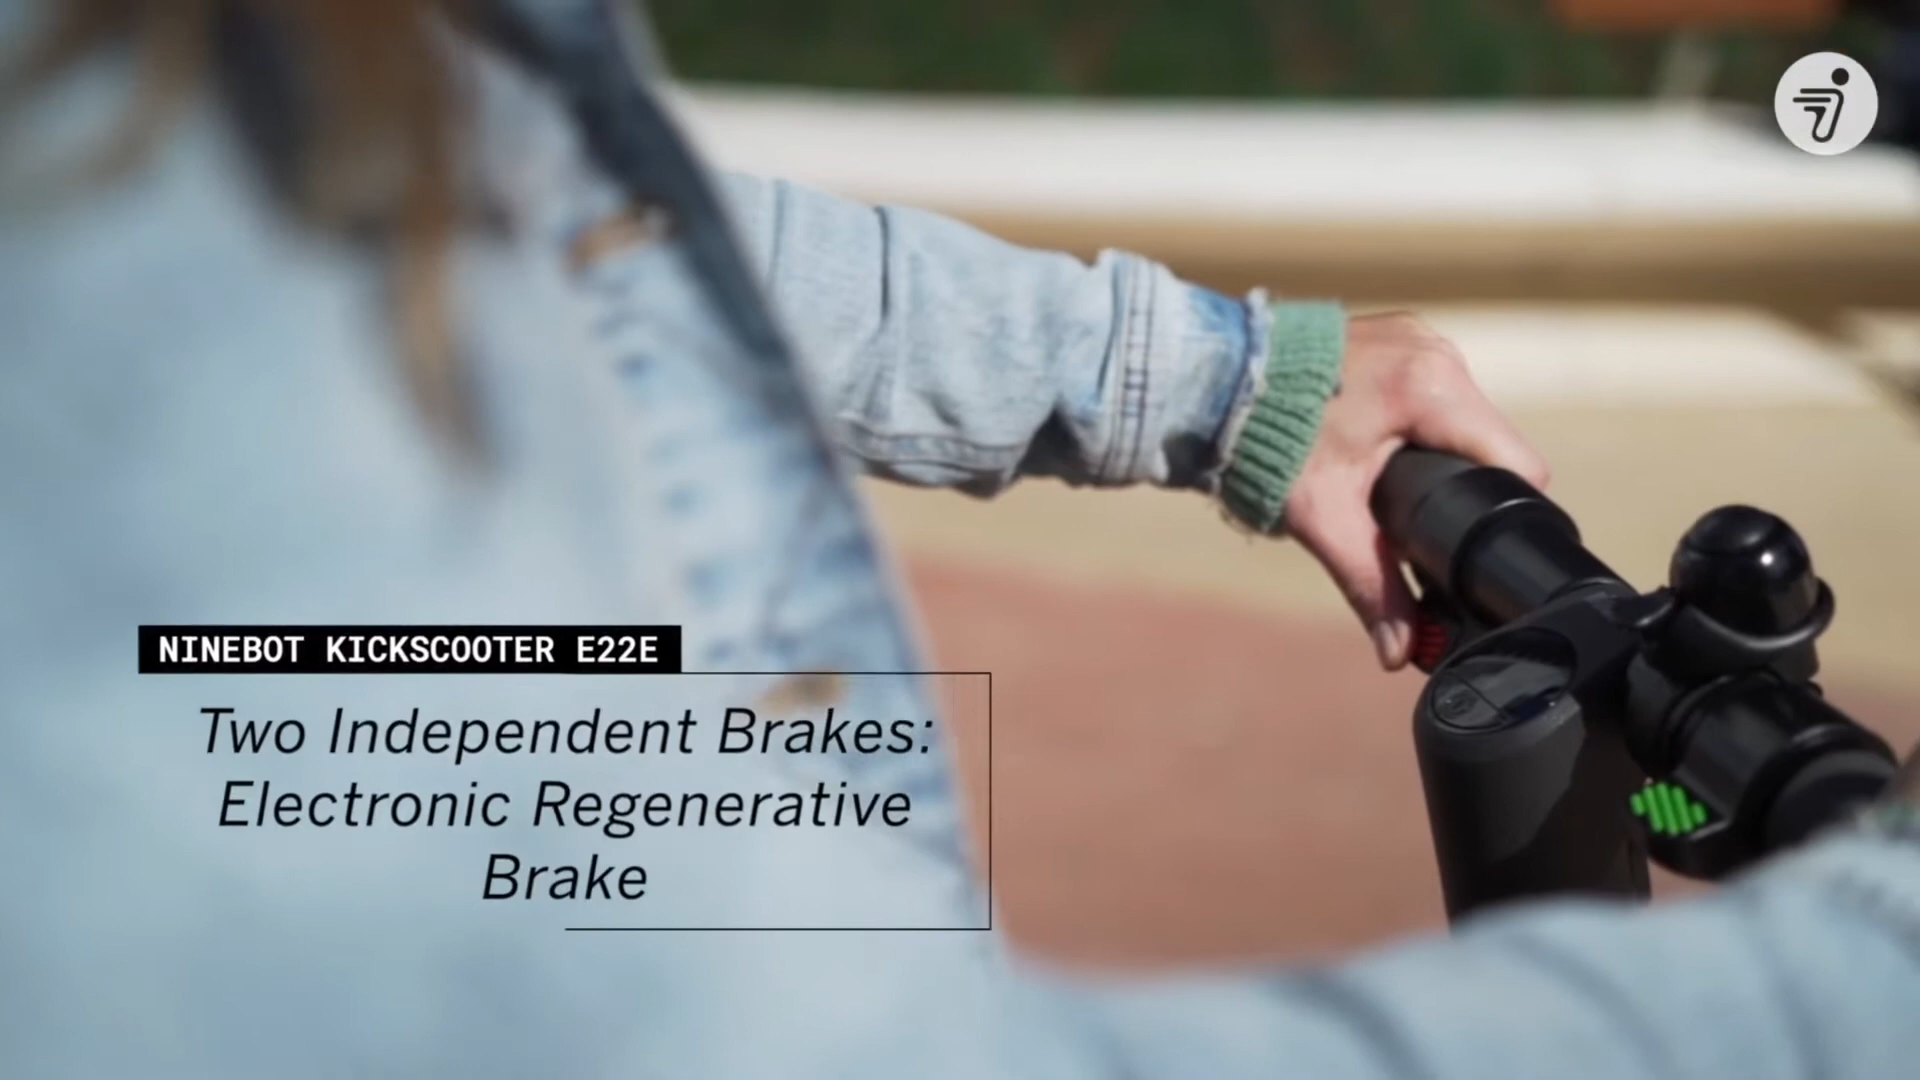 NINEBOT KICKSCOOTER E22E
Two Independent Brakes:
Electronic Regenerative
Brake